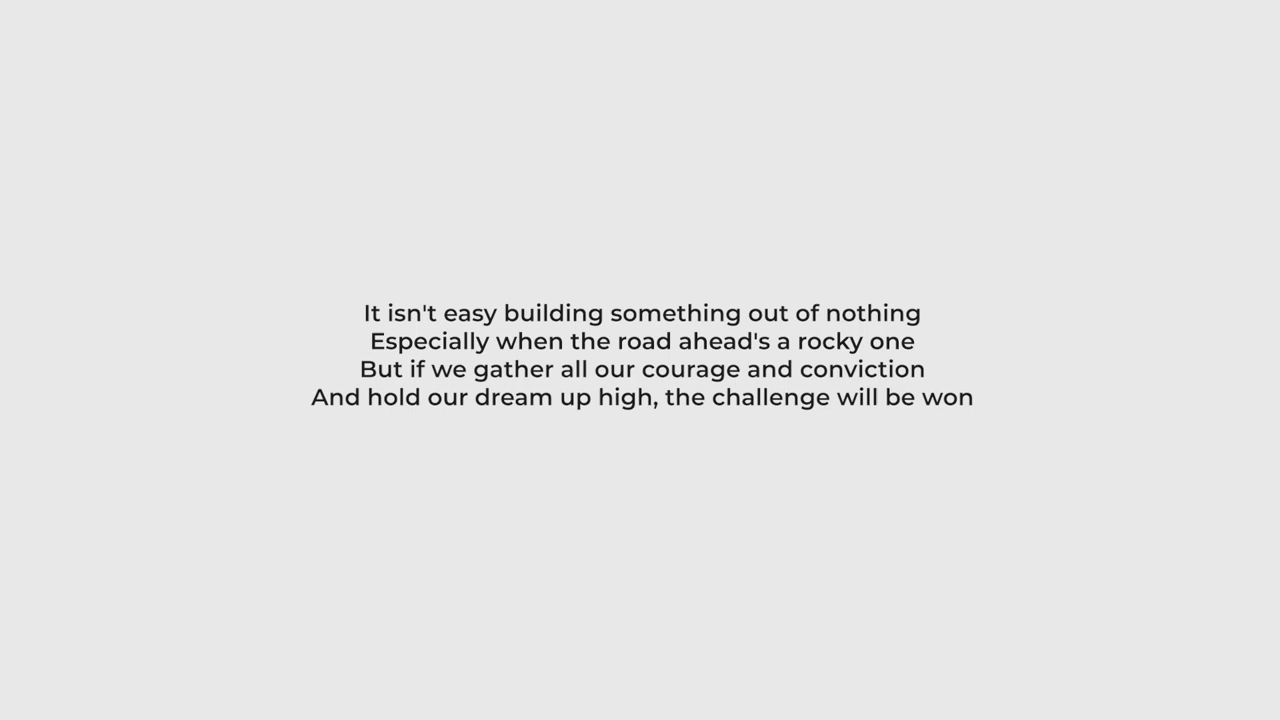 It isn't easy building something out of nothing
Especially when the road ahead's a rocky one
But if we gather all our courage and conviction
And hold our dream up high, the challenge will be won